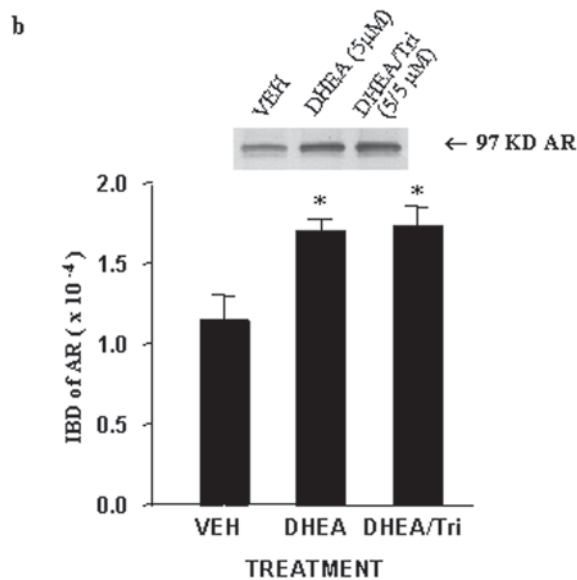 b
VEH
DHEA (5µM)
DHEA/Tri
(5/5 µM)
← 97 KD AR
IBD of AR ( x 10 -4 )
2.0
1.5
1.0
0.5
0.0
*
*
VEH
DHEA
DHEA/Tri
TREATMENT